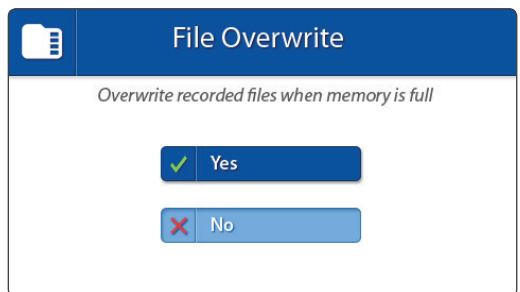 File Overwrite
Overwrite recorded files when memory is full
Yes
No